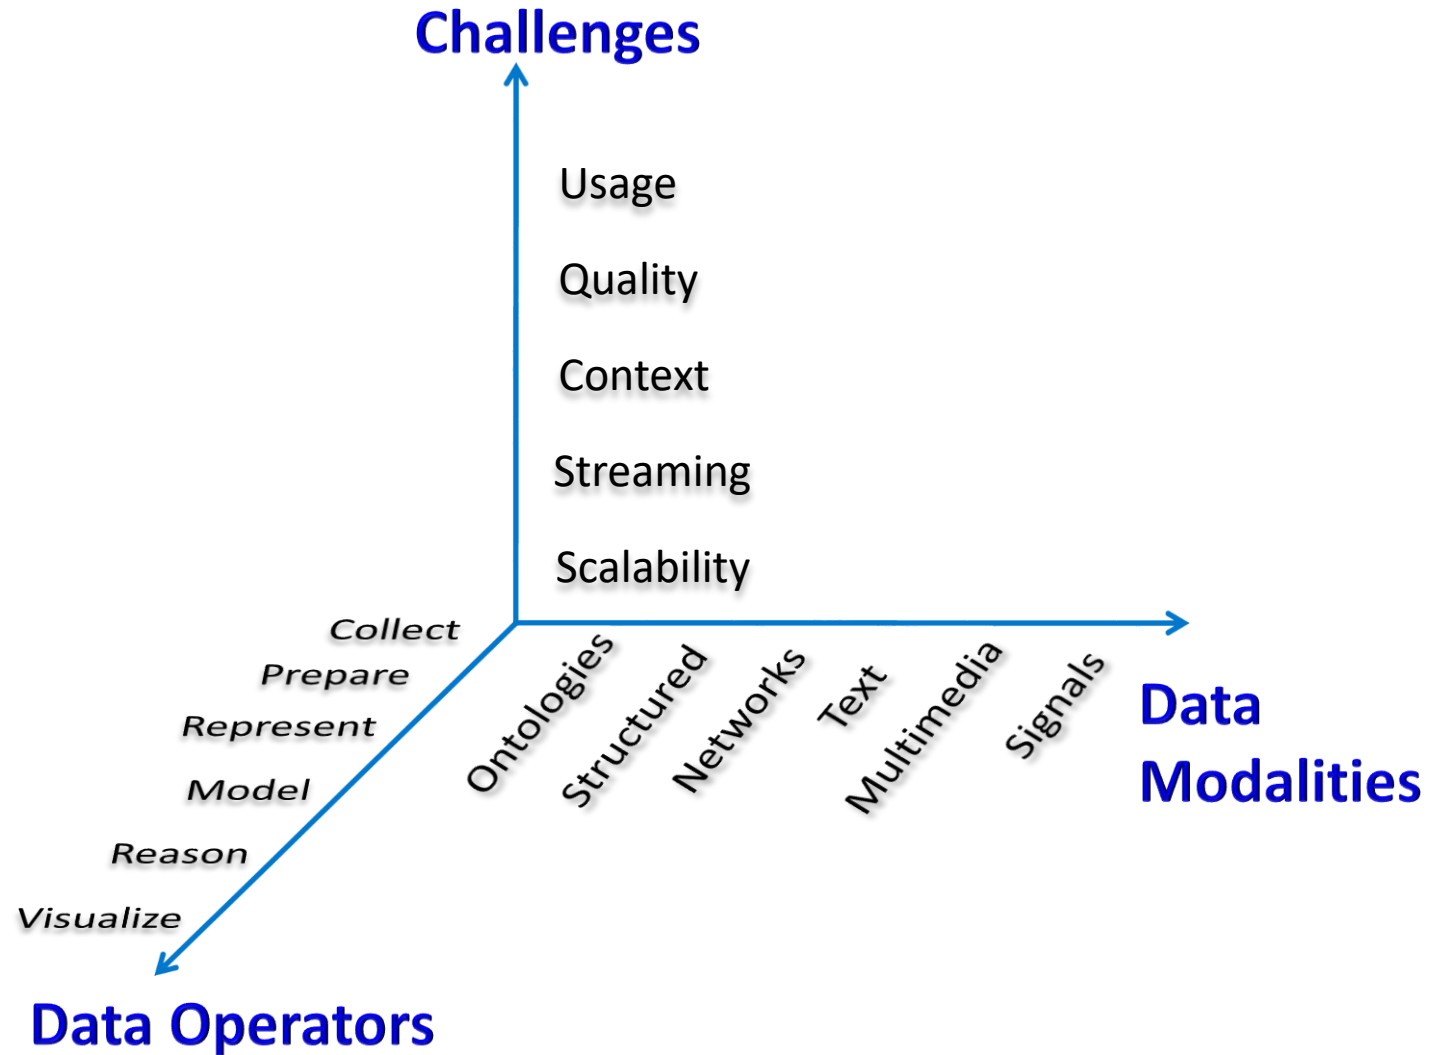 Challenges
Usage
Quality
Context
Streaming
Scalability
Collect
Prepare
Represent
Model
Reason
Visualize
Data Operators
Ontologies
Structured
Networks
Text
Multimedia
Signals
Data
Modalities